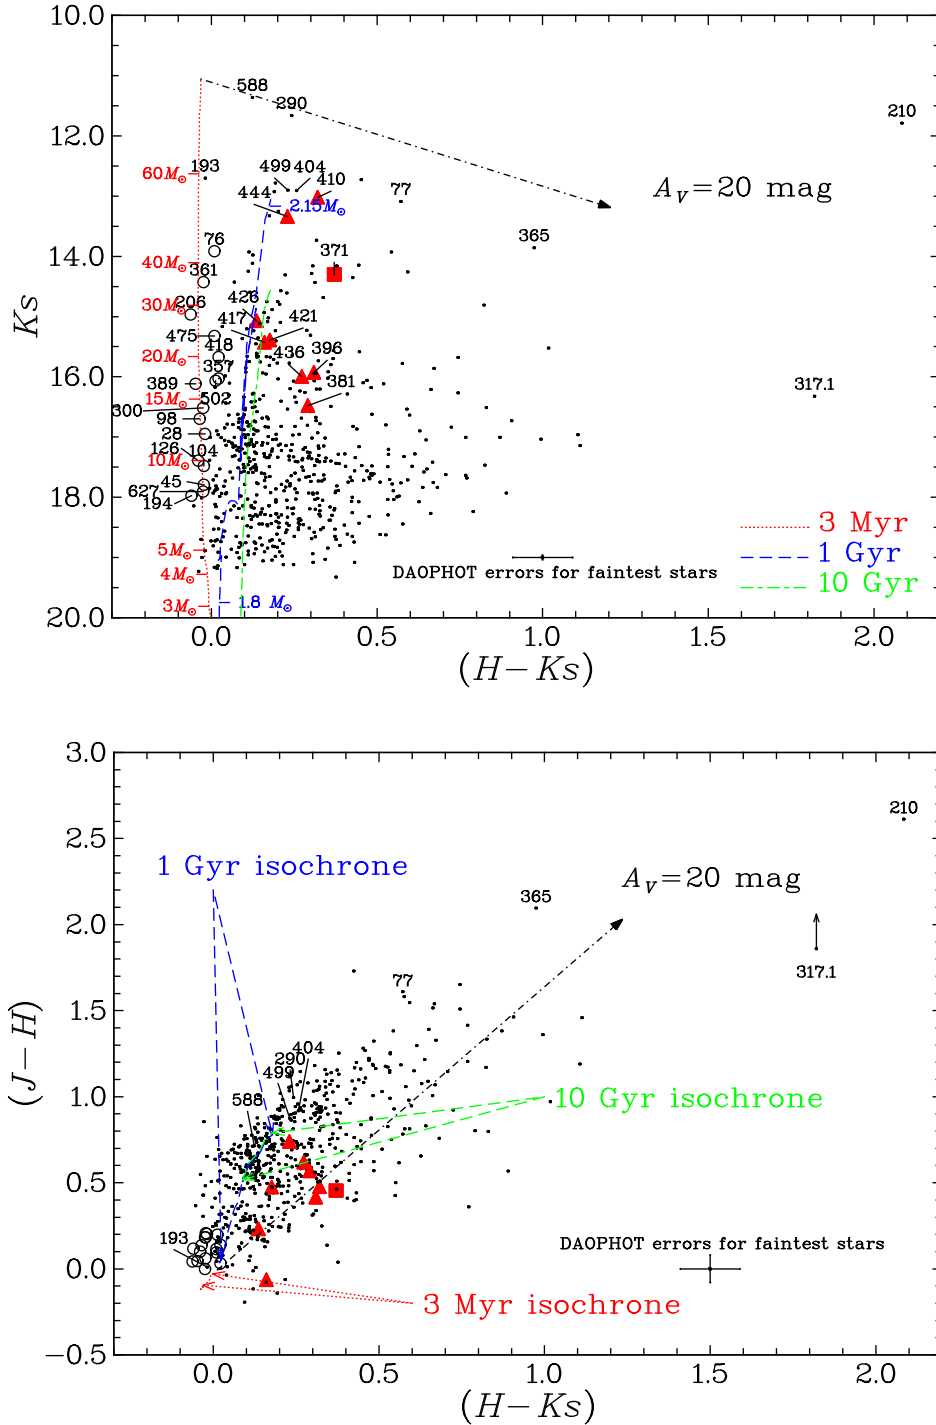 10.0
588
290
210
12.0
193
499 404
60M⊙
410
77
A_V=20 mag
444
2.15M⊙
76
365
371
14.0
40M⊙
361
426
30M⊙
206
417
421
475
418
436
396
20M⊙
357
16.0
389
381
317.1
502
15M⊙
300
98
28
126 104
10M⊙
45
627
194
18.0
3 Myr
5M⊙
1 Gyr
DAOPHOT errors for faintest stars
4M⊙
10 Gyr
3M⊙
1.8 M⊙
20.0
Ks
0.0 0.5 1.0 1.5 2.0
(H−Ks)
3.0
210
2.5
1 Gyr isochrone
A_V=20 mag
365
2.0
77
317.1
1.5
404
290
499
588
1.0
10 Gyr isochrone
0.5
193
DAOPHOT errors for faintest stars
0.0
3 Myr isochrone
−0.5
(J−H)
0.0 0.5 1.0 1.5 2.0
(H−Ks)